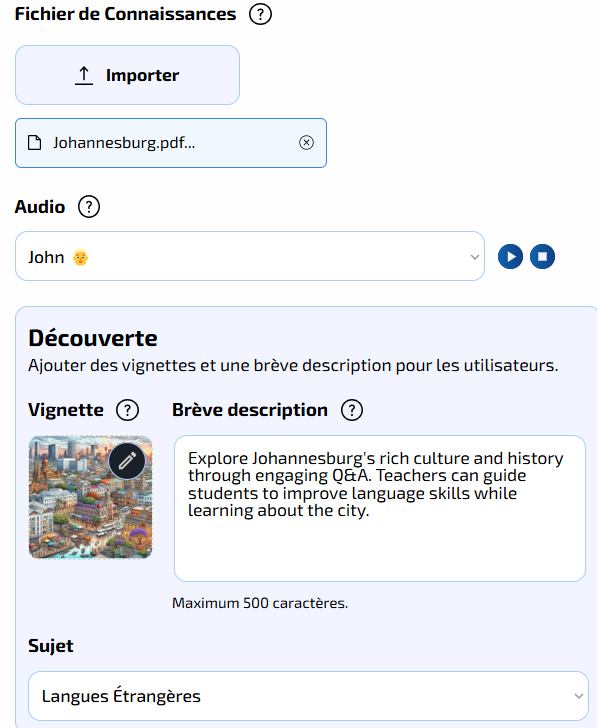 Fichier de Connaissances ?
Importer
Johannesburg.pdf...
Audio ?
John
Découverte
Ajouter des vignettes et une brève description pour les utilisateurs.
Vignette ? Brève description ?
Explore Johannesburg's rich culture and history
through engaging Q&A. Teachers can guide
students to improve language skills while
learning about the city.
Maximum 500 caractères.
Sujet
Langues Étrangères